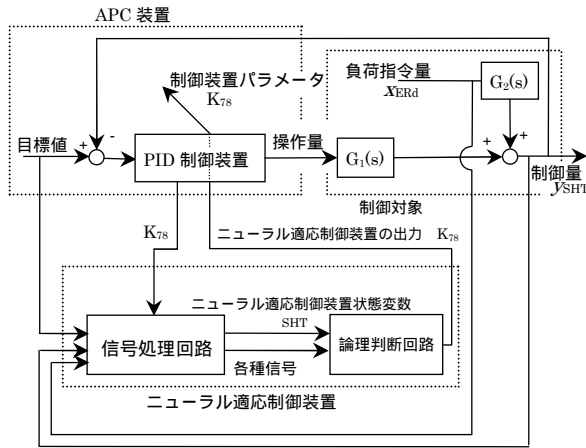 APC 装置
制御装置パラメータ
K78
負荷指令量
xERd
G2(s)
目標値
+
-
PID 制御装置
操作量
G1(s)
+
+
制御量
ySHT
制御対象
K78
ニューラル適応制御装置の出力 K78
ニューラル適応制御装置状態変数
SHT
信号処理回路
論理判断回路
各種信号
ニューラル適応制御装置